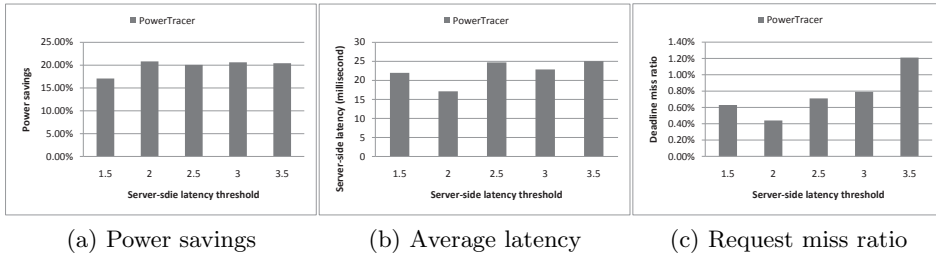 PowerTracer
25.00%
20.00%
15.00%
10.00%
5.00%
0.00%
Power savings
1.5 2 2.5 3 3.5
Server-sdie latency threshold
(a) Power savings
PowerTracer
30
25
20
15
10
5
0
Server-side latency (millisecond)
1.5 2 2.5 3 3.5
Server-side latency threshold
(b) Average latency
PowerTracer
1.40%
1.20%
1.00%
0.80%
0.60%
0.40%
0.20%
0.00%
Deadline miss ratio
1.5 2 2.5 3 3.5
Server-side latency threshold
(c) Request miss ratio